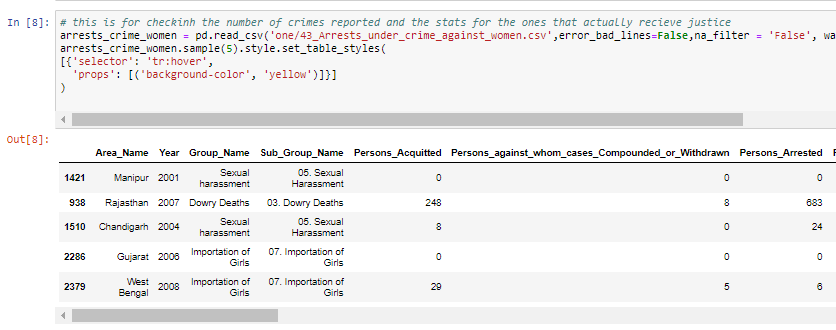 In [8]: # this is for checkinh the number of crimes reported and the stats for the ones that actually recieve justice
arrests_crime_women = pd.read_csv('one/43_Arrests_under_crime_against_women.csv',error_bad_lines=False,na_filter = 'False', wa
arrests_crime_women.sample(5).style.set_table_styles(
[{'selector': 'tr:hover',
'props': [('background-color', 'yellow')]}]
)
Out[8]:
Area_Name Year Group_Name Sub_Group_Name Persons_Acquitted Persons_against_whom_cases_Compounded_or_Withdrawn Persons_Arrested
1421 Manipur 2001 Sexual harassment 05. Sexual Harassment 0 0 0
938 Rajasthan 2007 Dowry Deaths 03. Dowry Deaths 248 8 683
1510 Chandigarh 2004 Sexual harassment 05. Sexual Harassment 8 0 24
2286 Gujarat 2006 Importation of Girls 07. Importation of Girls 0 0 0
2379 West Bengal 2008 Importation of Girls 07. Importation of Girls 29 5 6